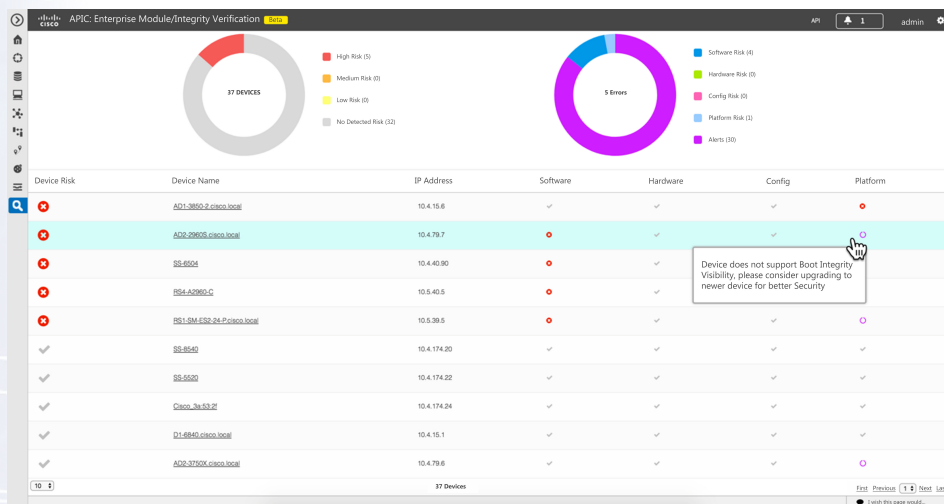 CISCO APIC: Enterprise Module/Integrity Verification Beta API 1 admin
37 DEVICES
High Risk (5)
Medium Risk (0)
Low Risk (0)
No Detected Risk (32)
5 Errors
Software Risk (4)
Hardware Risk (0)
Config Risk (0)
Platform Risk (1)
Alerts (30)
Device Risk Device Name IP Address Software Hardware Config Platform
AD1-3850-2.cisco.local 10.4.15.6
AD2-2960S.cisco.local 10.4.79.7
SS-6504 10.4.40.90
RS4-A2960-C 10.5.40.5
RS1-SM-ES2-24-P.cisco.local 10.5.39.5
SS-8540 10.4.174.20
SS-5520 10.4.174.22
Cisco_3a:53:2f 10.4.174.24
D1-6840.cisco.local 10.4.15.1
AD2-3750X.cisco.local 10.4.79.6
Device does not support Boot Integrity
Visibility, please consider upgrading to
newer device for better Security
10 37 Devices First Previous 1 Next Las
I wish this page would...